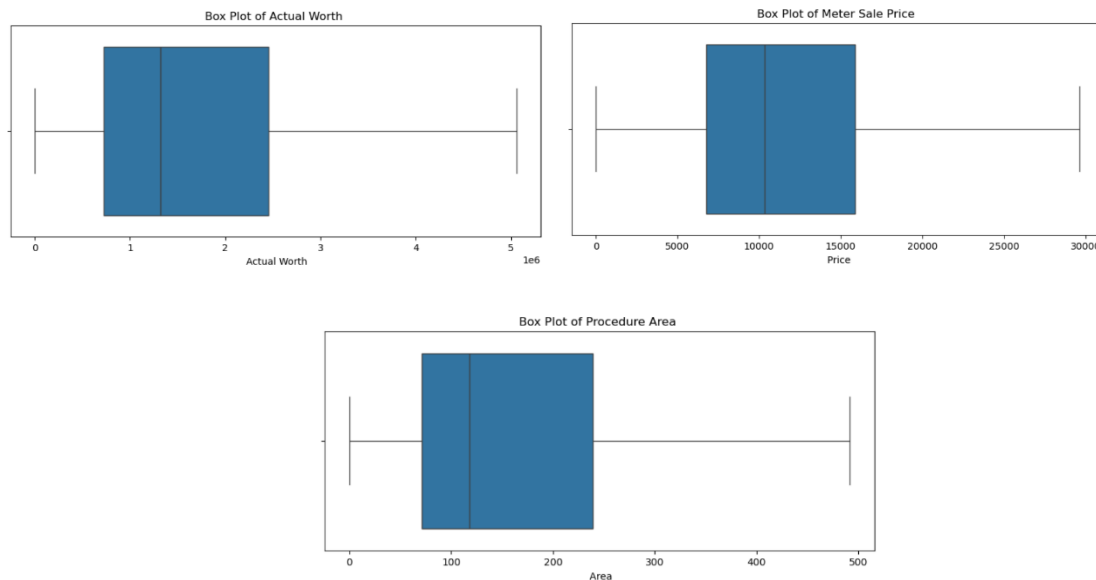 Box Plot of Actual Worth
0 1 2 3 4 5
1e6
Actual Worth
Box Plot of Meter Sale Price
0 5000 10000 15000 20000 25000 30000
Price
Box Plot of Procedure Area
0 100 200 300 400 500
Area